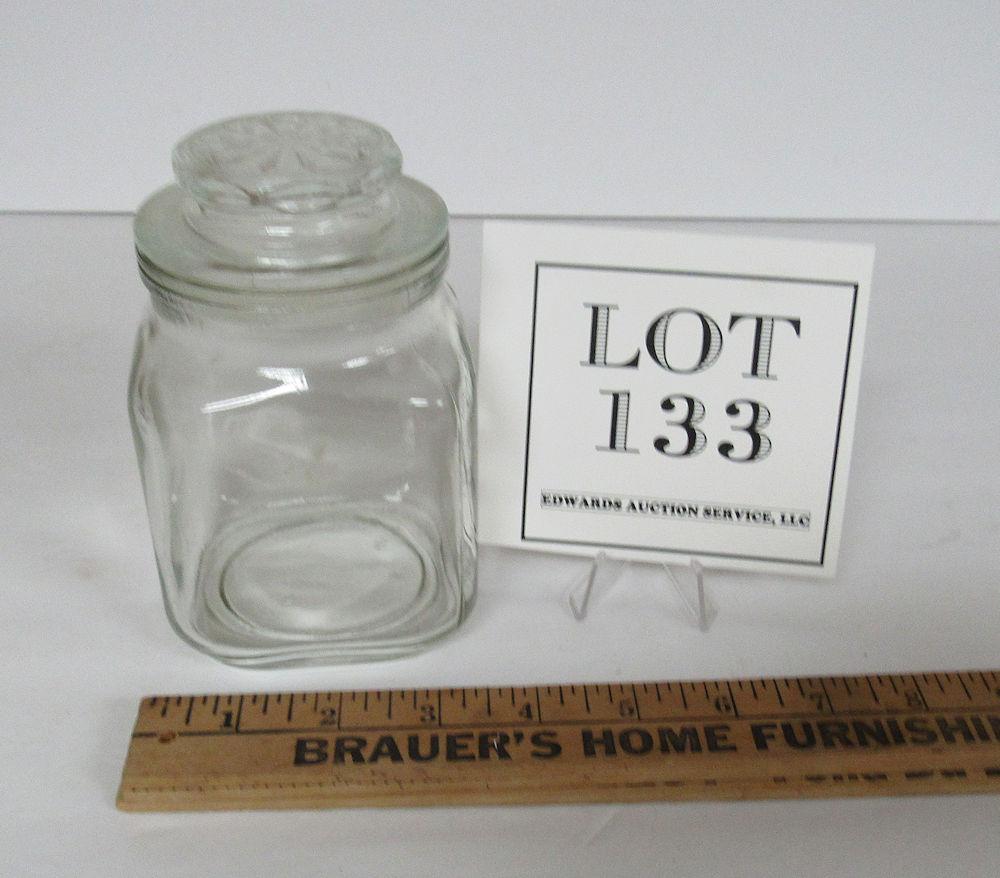 LOT
133
EDWARDS AUCTION SERVICE, LLC
1 2 3 4 5 6 7 8
BRAUER'S HOME FURNISHI